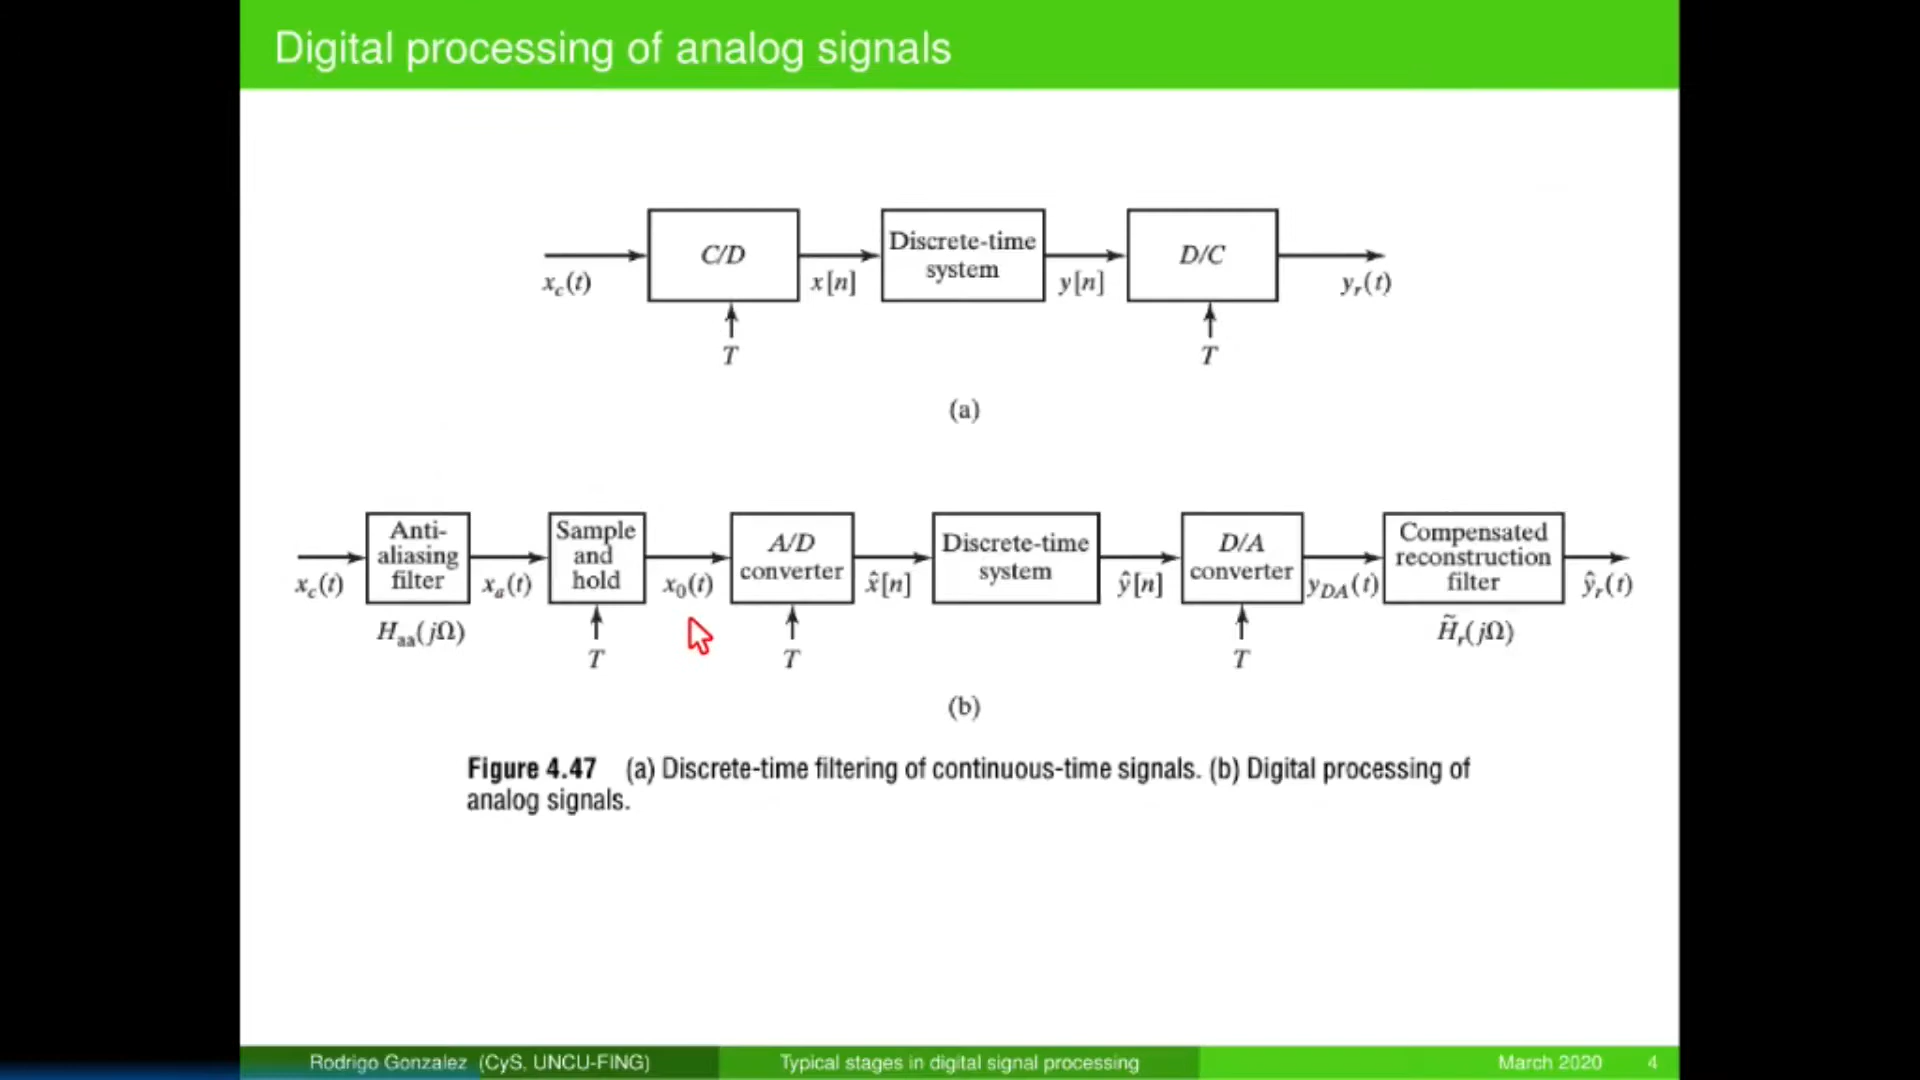 Digital processing of analog signals
C/D
Discrete-time
system
D/C
x_c(t)
x[n]
y[n]
y_r(t)
T
T
(a)
Anti-
aliasing
filter
Sample
and
hold
A/D
converter
Discrete-time
system
D/A
converter
Compensated
reconstruction
filter
x_c(t)
x_a(t)
x_0(t)
x̂[n]
ŷ[n]
y_DA(t)
ŷ_r(t)
H_aa(jΩ)
H̃_r(jΩ)
T
T
T
(b)
Figure 4.47 (a) Discrete-time filtering of continuous-time signals. (b) Digital processing of
analog signals.
Rodrigo Gonzalez (CyS, UNCU-FING)
Typical stages in digital signal processing
March 2020
4